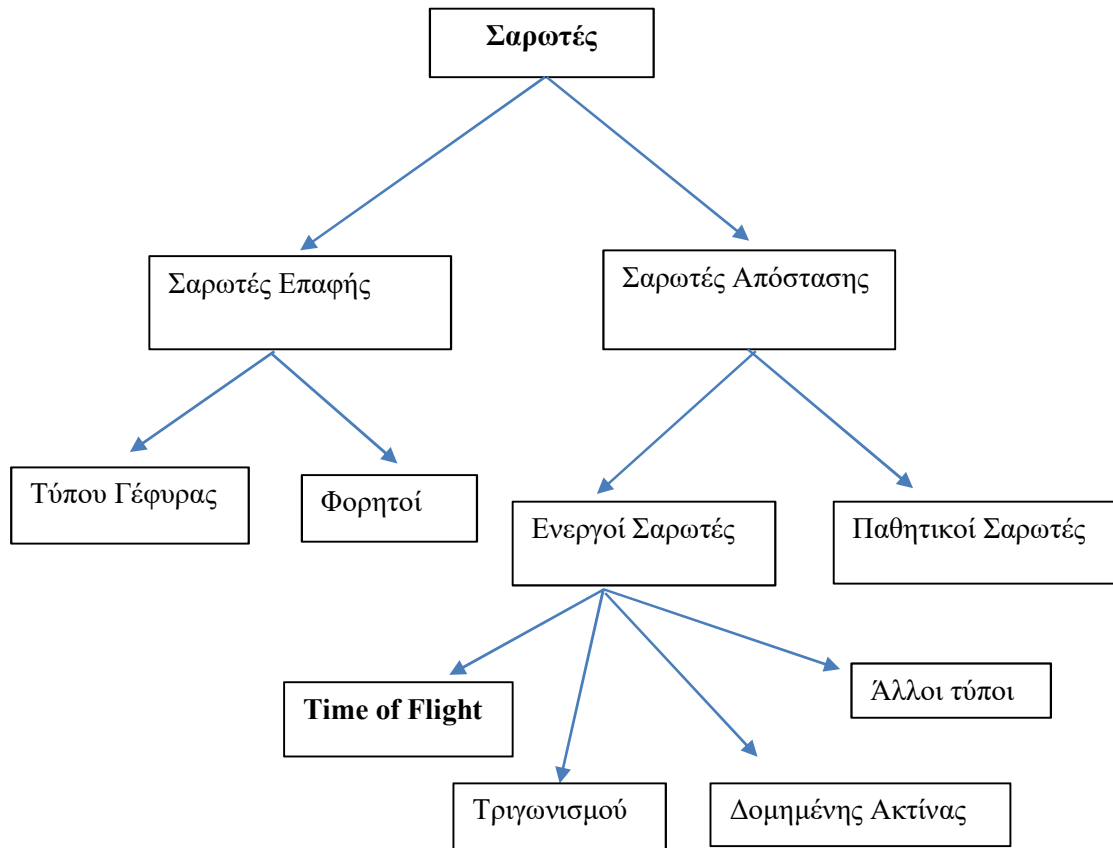 Σαρωτές
Σαρωτές Επαφής
Σαρωτές Απόστασης
Τύπου Γέφυρας
Φορητοί
Ενεργοί Σαρωτές
Παθητικοί Σαρωτές
Time of Flight
Άλλοι τύποι
Τριγωνισμού
Δομημένης Ακτίνας